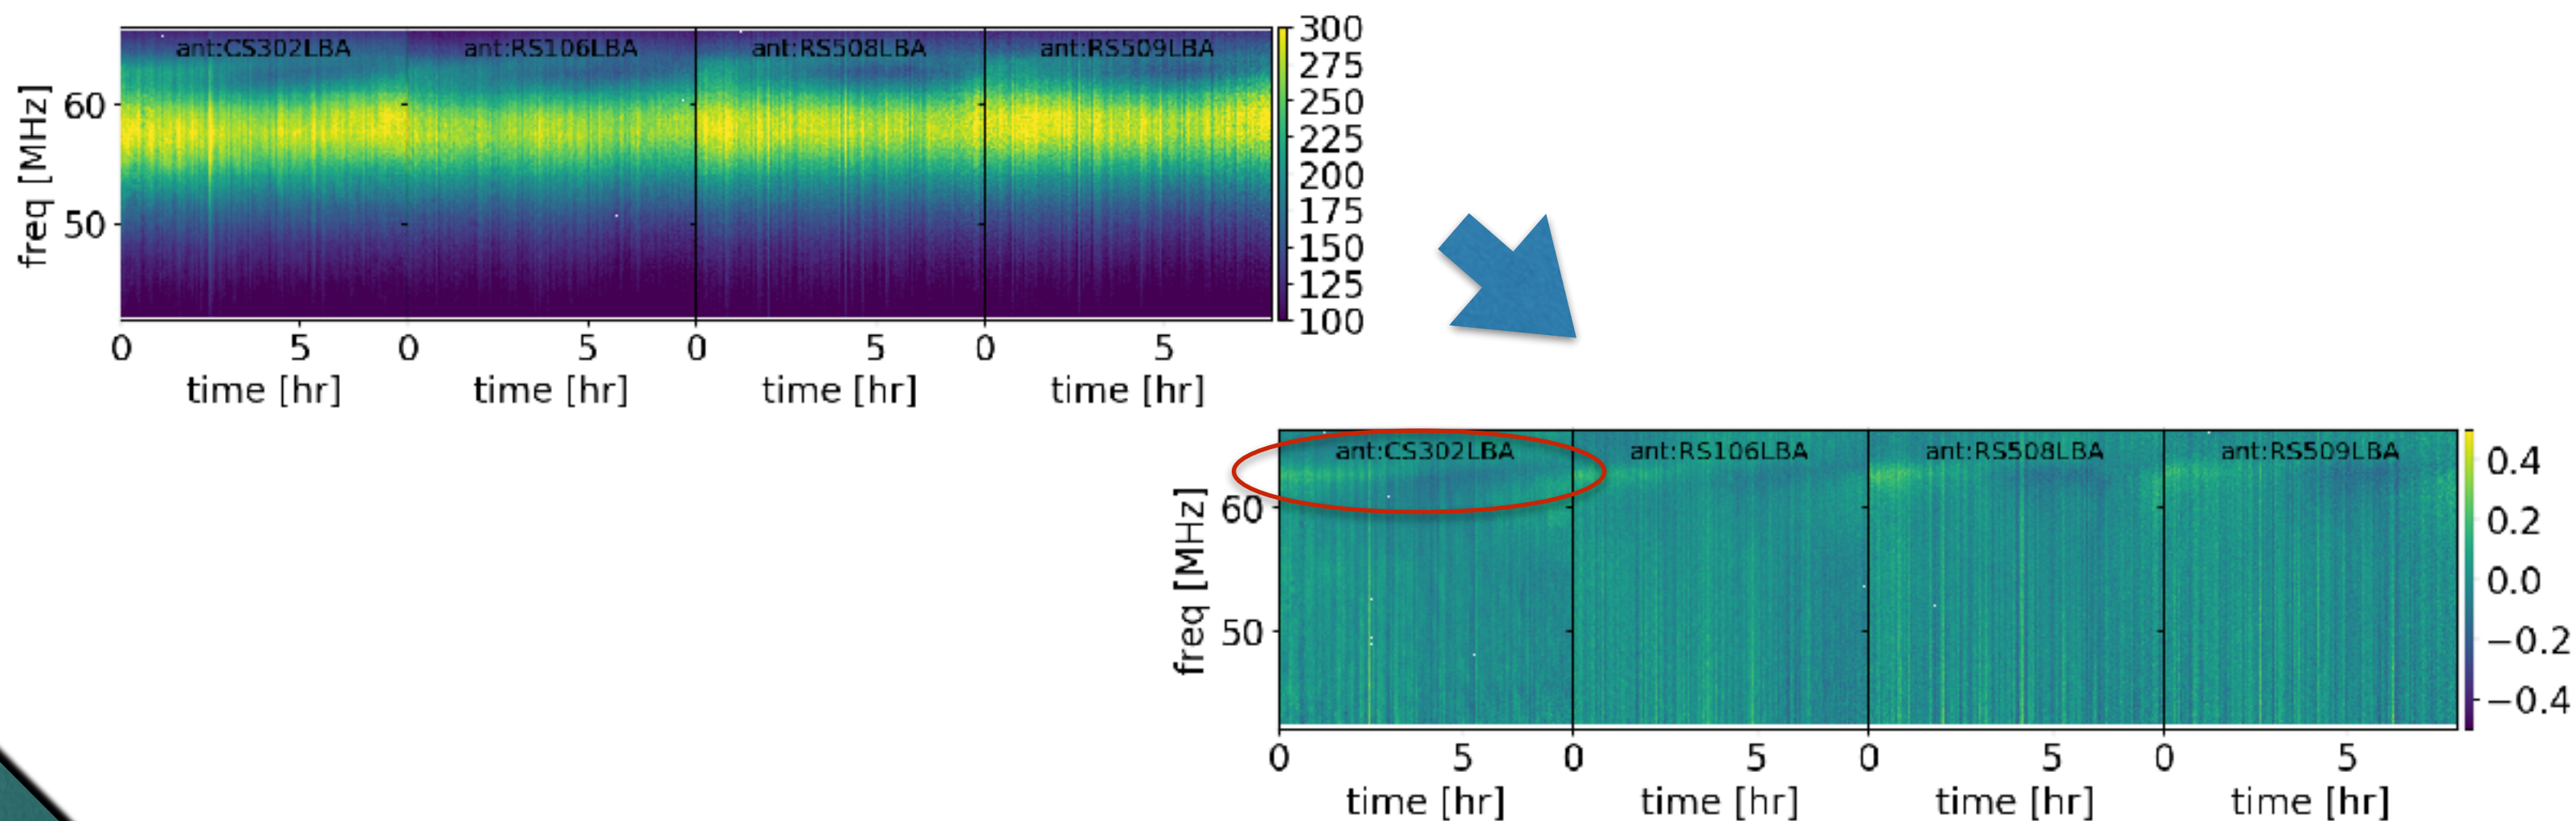 ant:CS302LBA ant:RS106LBA ant:RS508LBA ant:RS509LBA
300
275
250
225
200
175
150
125
100
freq [MHz]
60
50
0 5 0 5 0 5 0 5
time [hr] time [hr] time [hr] time [hr]
ant:CS302LBA ant:RS106LBA ant:RS508LBA ant:RS509LBA
0.4
0.2
0.0
−0.2
−0.4
freq [MHz]
60
50
0 5 0 5 0 5 0 5
time [hr] time [hr] time [hr] time [hr]